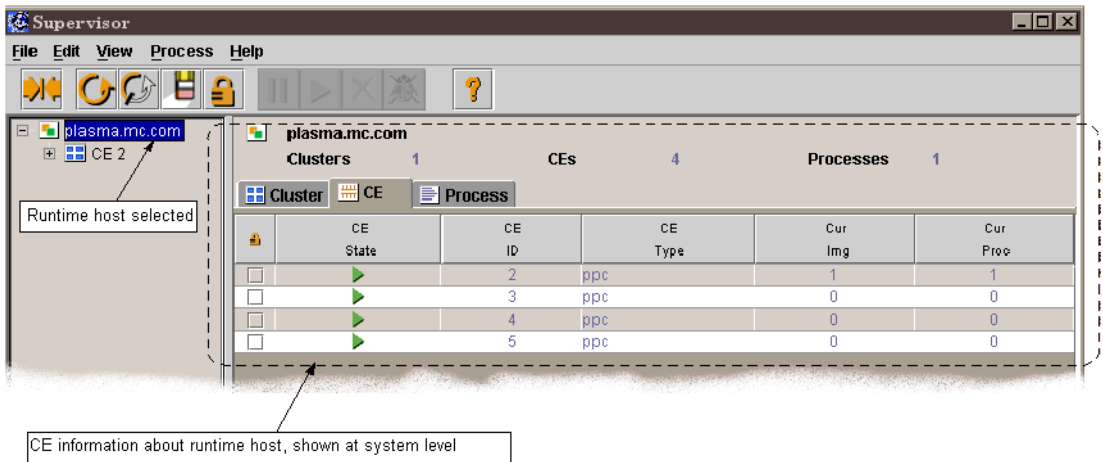 Supervisor
File Edit View Process Help
plasma.mc.com
CE 2
Runtime host selected
plasma.mc.com
Clusters 1 CEs 4 Processes 1
Cluster CE Process
CE State CE ID CE Type Cur Img Cur Proc
2 ppc 1 1
3 ppc 0 0
4 ppc 0 0
5 ppc 0 0
CE information about runtime host, shown at system level